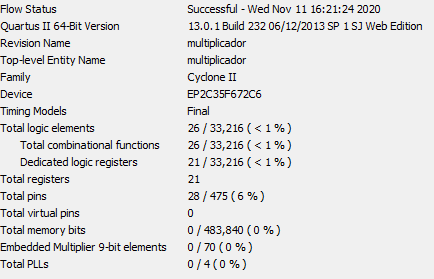 Flow Status Successful - Wed Nov 11 16:21:24 2020
Quartus II 64-Bit Version 13.0.1 Build 232 06/12/2013 SP 1 SJ Web Edition
Revision Name multiplicador
Top-level Entity Name multiplicador
Family Cyclone II
Device EP2C35F672C6
Timing Models Final
Total logic elements 26 / 33,216 ( < 1 % )
Total combinational functions 26 / 33,216 ( < 1 % )
Dedicated logic registers 21 / 33,216 ( < 1 % )
Total registers 21
Total pins 28 / 475 ( 6 % )
Total virtual pins 0
Total memory bits 0 / 483,840 ( 0 % )
Embedded Multiplier 9-bit elements 0 / 70 ( 0 % )
Total PLLs 0 / 4 ( 0 % )